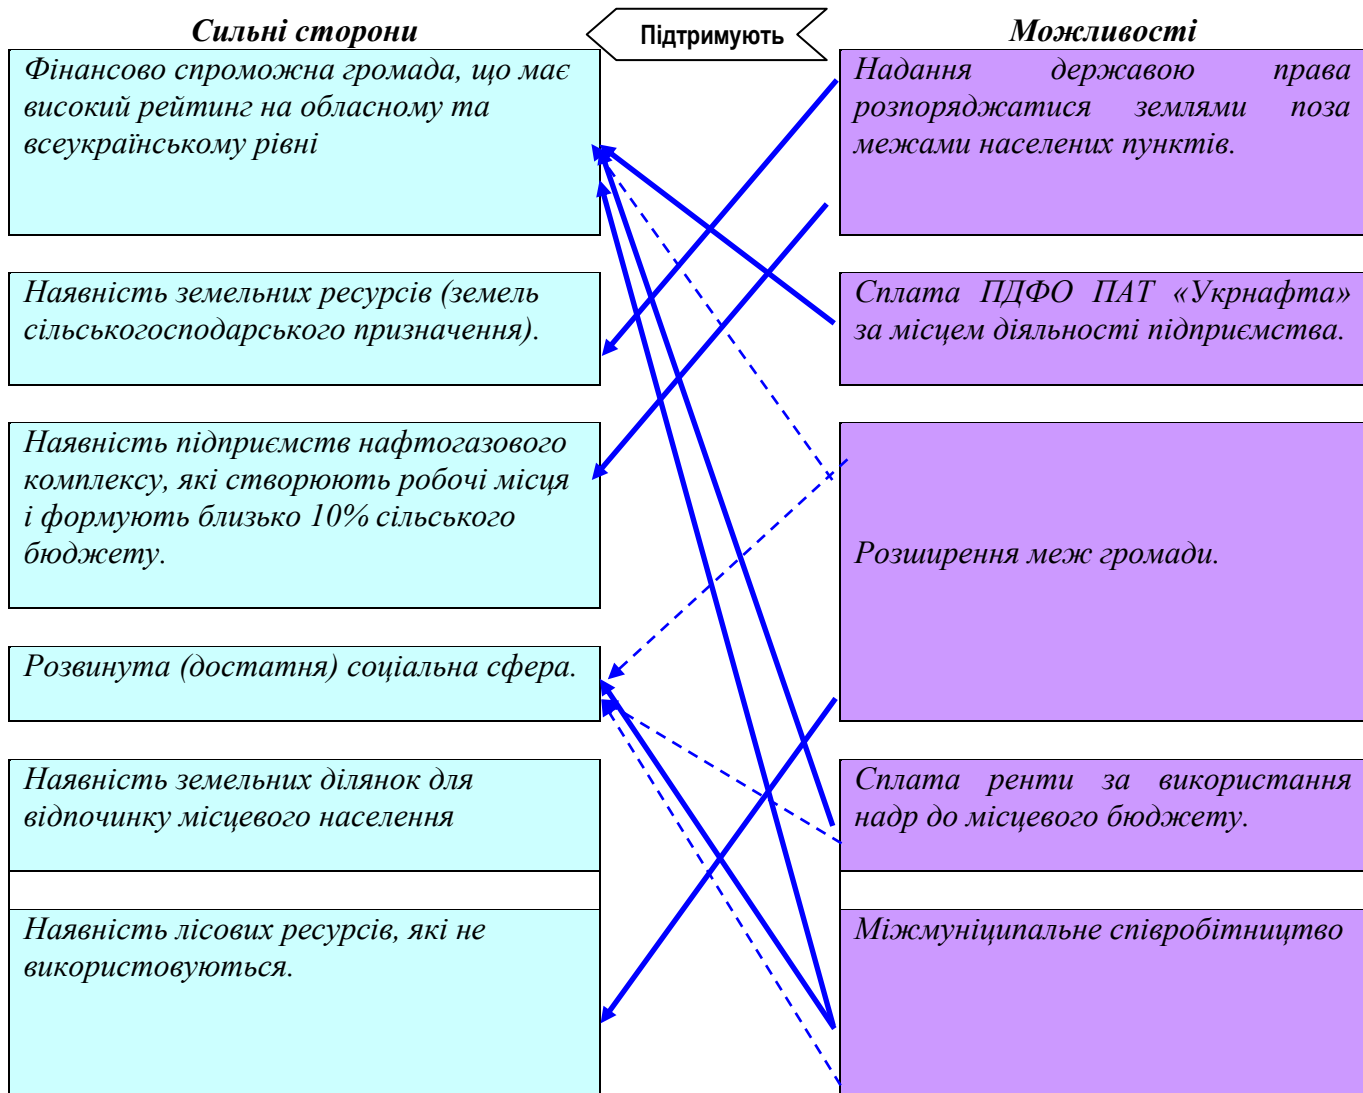 Сильні сторони
Підтримують
Можливості
Фінансово спроможна громада, що має
високий рейтинг на обласному та
всеукраїнському рівні
Надання державою права
розпоряджатися землями поза
межами населених пунктів.
Наявність земельних ресурсів (земель
сільськогосподарського призначення).
Сплата ПДФО ПАТ «Укрнафта»
за місцем діяльності підприємства.
Наявність підприємств нафтогазового
комплексу, які створюють робочі місця
і формують близько 10% сільського
бюджету.
Розширення меж громади.
Розвинута (достатня) соціальна сфера.
Наявність земельних ділянок для
відпочинку місцевого населення
Сплата ренти за використання
надр до місцевого бюджету.
Наявність лісових ресурсів, які не
використовуються.
Міжмуніципальне співробітництво